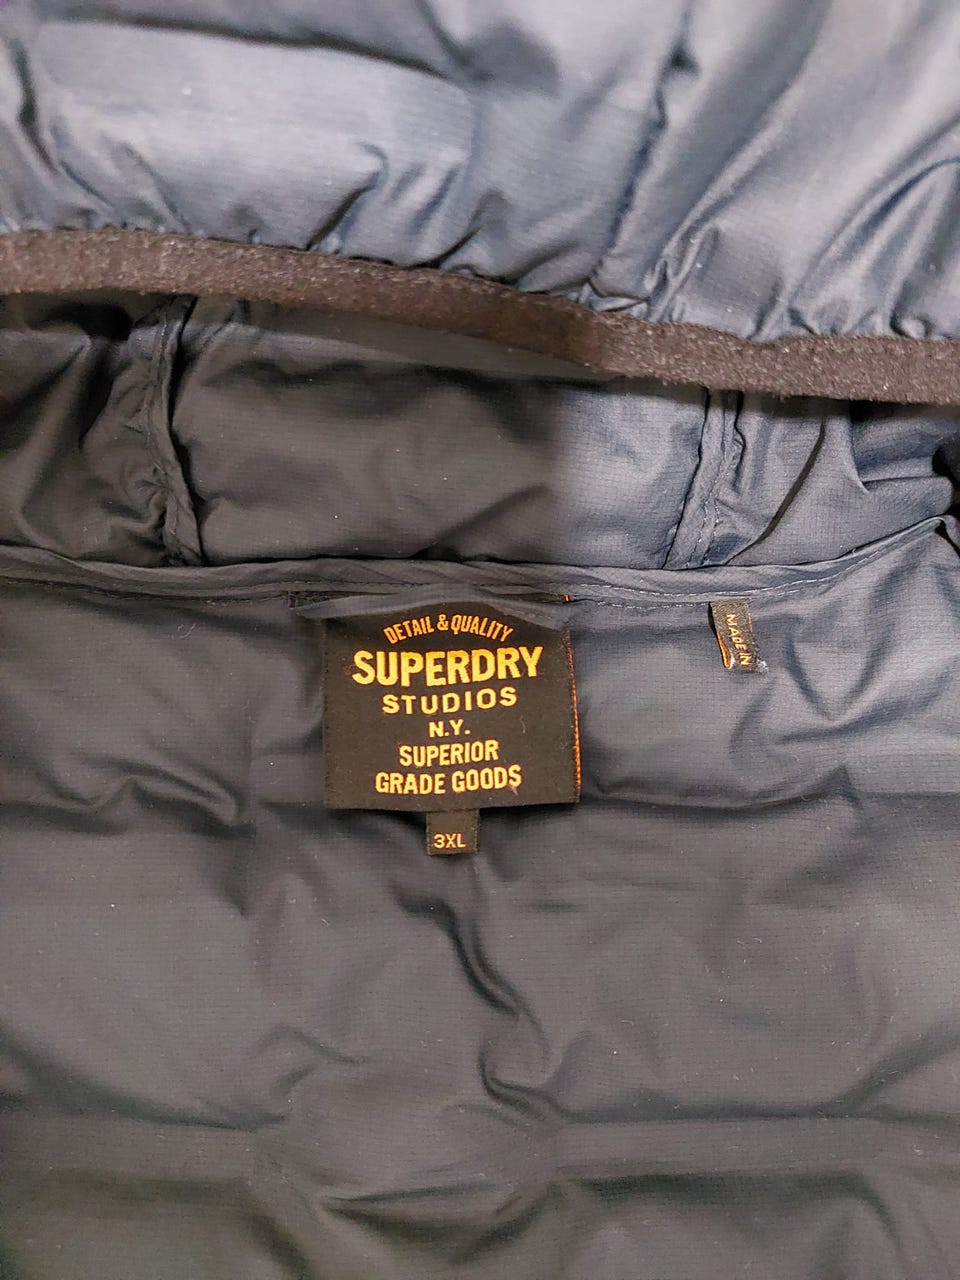 DETAIL & QUALITY
SUPERDRY
STUDIOS
N.Y.
SUPERIOR
GRADE GOODS
3XL
MADE IN